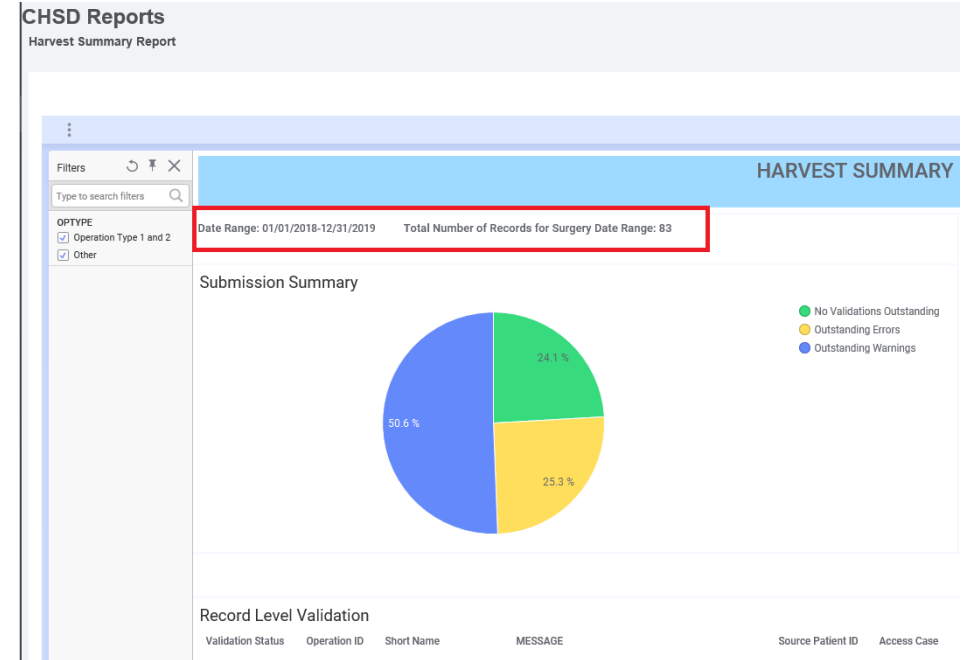 CHSD Reports
Harvest Summary Report
Filters
Type to search filters
OPTYPE
Operation Type 1 and 2
Other
HARVEST SUMMARY
Date Range: 01/01/2018-12/31/2019 Total Number of Records for Surgery Date Range: 83
Submission Summary
No Validations Outstanding
Outstanding Errors
Outstanding Warnings
24.1 %
50.6 %
25.3 %
Record Level Validation
Validation Status Operation ID Short Name MESSAGE Source Patient ID Access Case